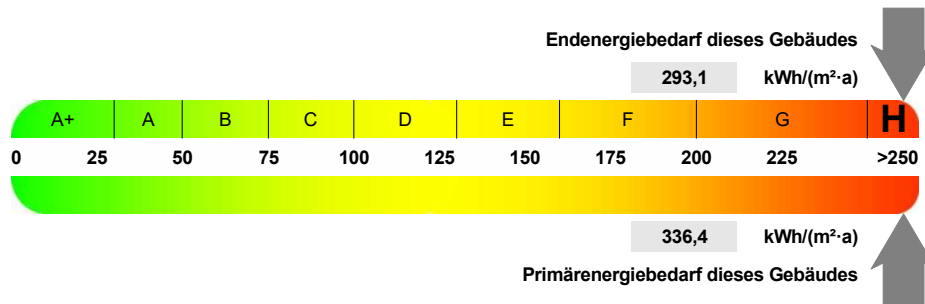 Endenergiebedarf dieses Gebäudes
293,1 kWh/(m²·a)
A+ A B C D E F G H
0 25 50 75 100 125 150 175 200 225 >250
336,4 kWh/(m²·a)
Primärenergiebedarf dieses Gebäudes